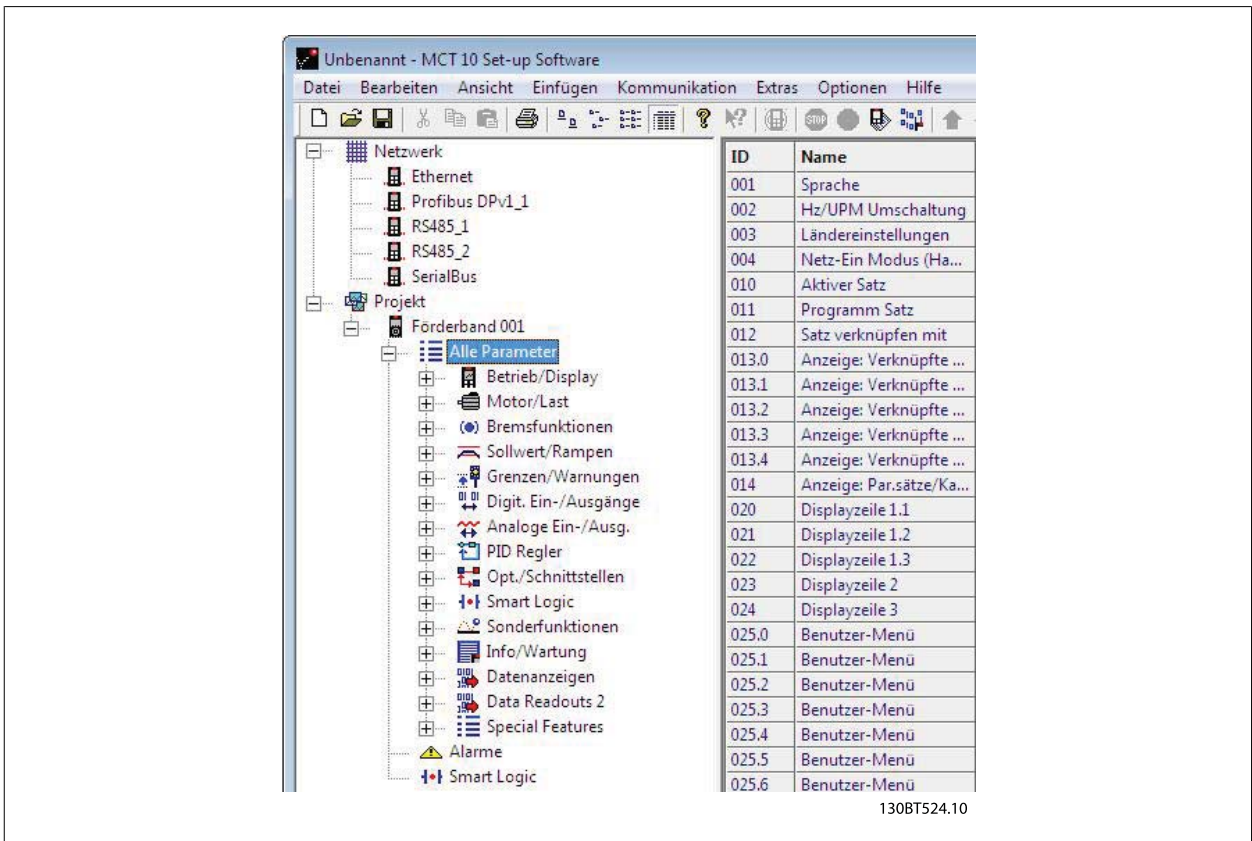 Unbenannt - MCT 10 Set-up Software
Datei Bearbeiten Ansicht Einfügen Kommunikation Extras Optionen Hilfe
STOP
Netzwerk
Ethernet
Profibus DPv1_1
RS485_1
RS485_2
SerialBus
Projekt
Förderband 001
Alle Parameter
Betrieb/Display
Motor/Last
Bremsfunktionen
Sollwert/Rampen
Grenzen/Warnungen
Digit. Ein-/Ausgänge
Analoge Ein-/Ausg.
PID Regler
Opt./Schnittstellen
Smart Logic
Sonderfunktionen
Info/Wartung
Datenanzeigen
Data Readouts 2
Special Features
Alarme
Smart Logic
ID Name
001 Sprache
002 Hz/UPM Umschaltung
003 Ländereinstellungen
004 Netz-Ein Modus (Ha...
010 Aktiver Satz
011 Programm Satz
012 Satz verknüpfen mit
013.0 Anzeige: Verknüpfte ...
013.1 Anzeige: Verknüpfte ...
013.2 Anzeige: Verknüpfte ...
013.3 Anzeige: Verknüpfte ...
013.4 Anzeige: Verknüpfte ...
014 Anzeige: Par.sätze/Ka...
020 Displayzeile 1.1
021 Displayzeile 1.2
022 Displayzeile 1.3
023 Displayzeile 2
024 Displayzeile 3
025.0 Benutzer-Menü
025.1 Benutzer-Menü
025.2 Benutzer-Menü
025.3 Benutzer-Menü
025.4 Benutzer-Menü
025.5 Benutzer-Menü
025.6 Benutzer-Menü
130BT524.10